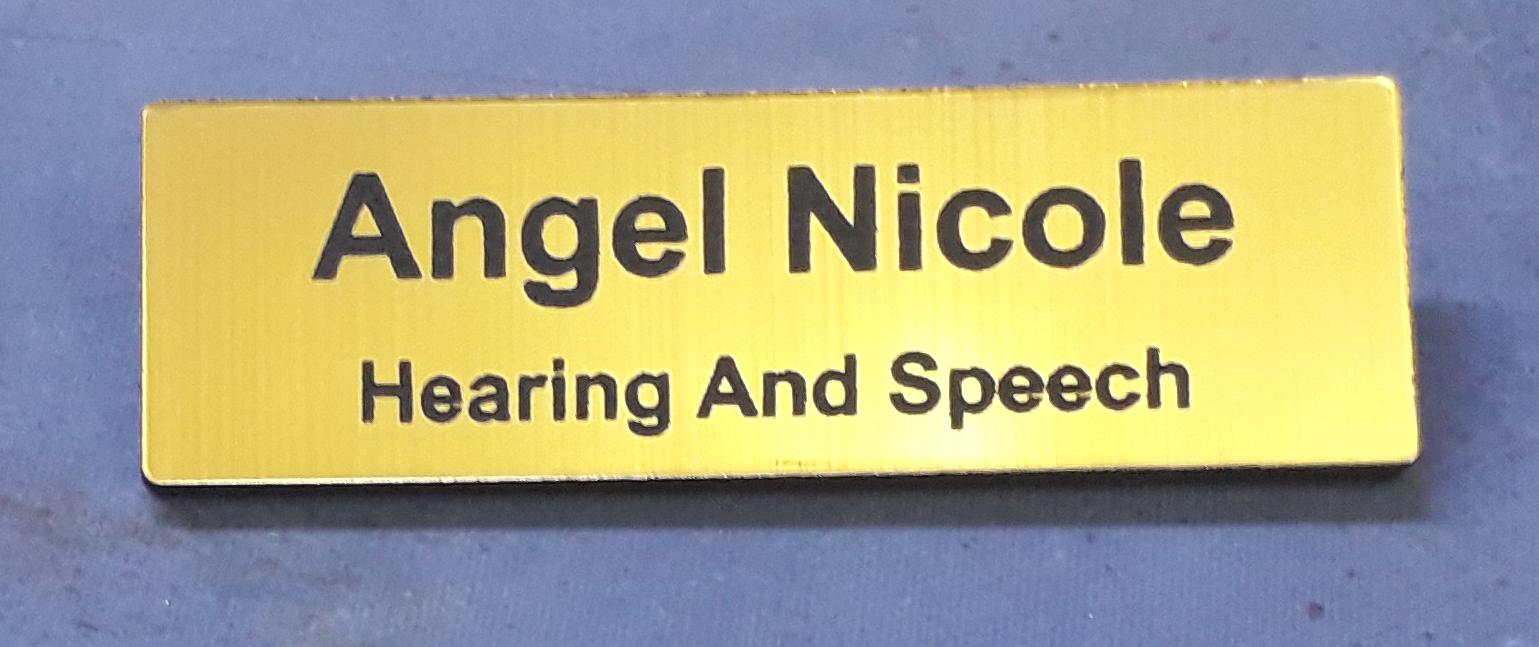 Angel Nicole
Hearing And Speech